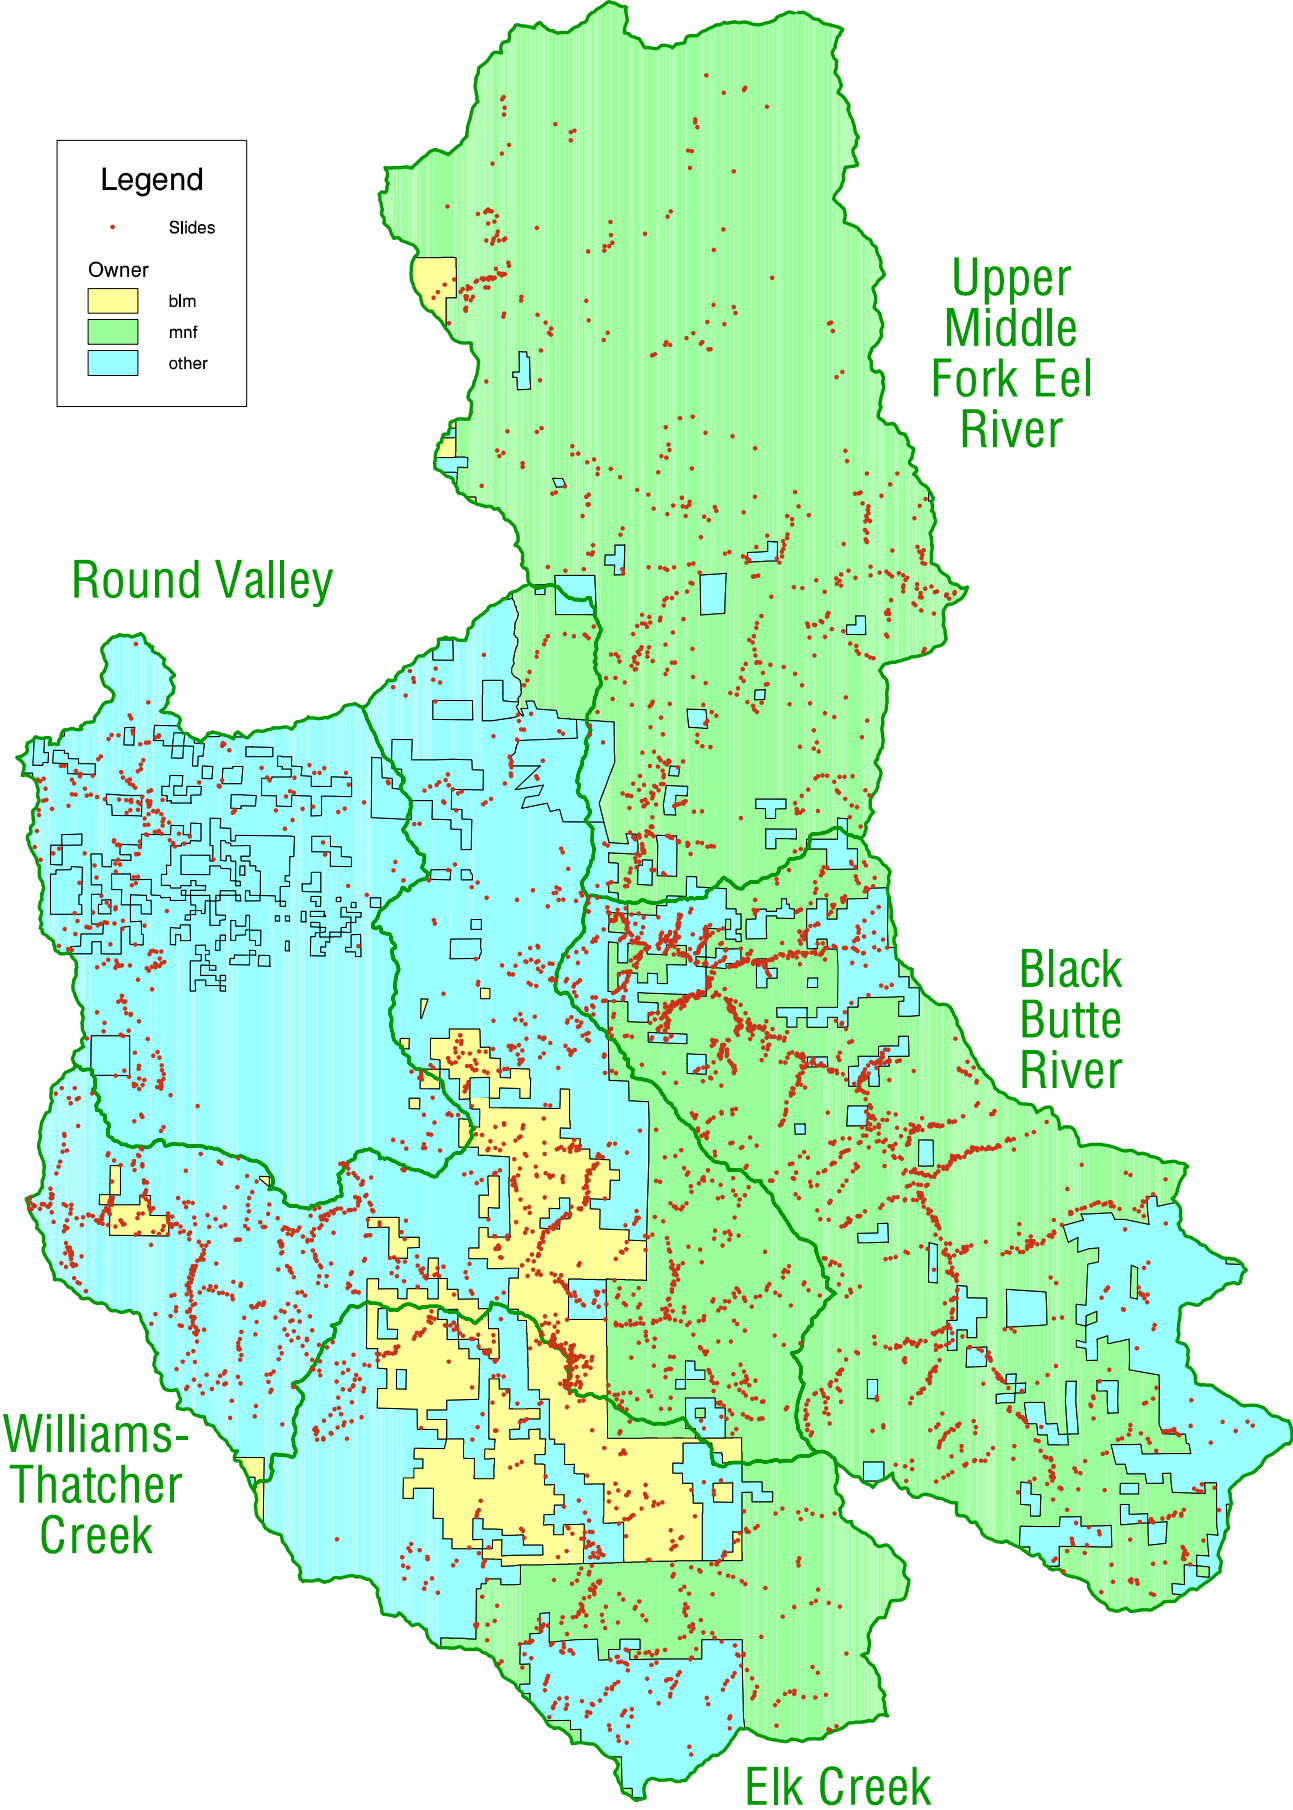 Legend
Slides
Owner
blm
mnf
other
Upper
Middle
Fork Eel
River
Round Valley
Black
Butte
River
Williams-
Thatcher
Creek
Elk Creek